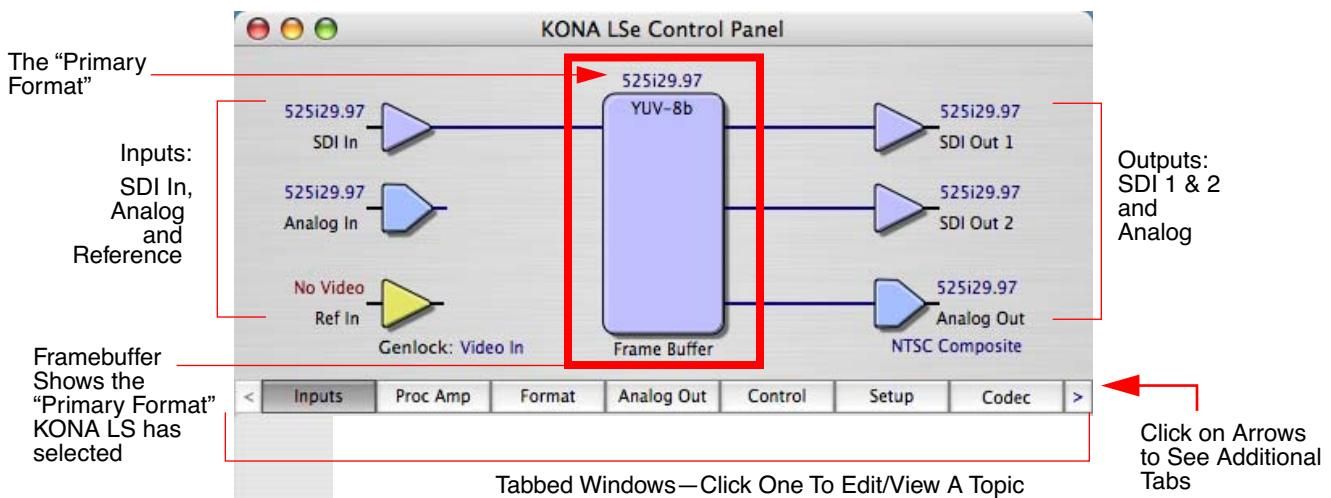 KONA LSe Control Panel
The “Primary
Format”
525i29.97
YUV-8b
525i29.97
SDI In
525i29.97
SDI Out 1
Inputs:
SDI In,
Analog
and
Reference
525i29.97
Analog In
525i29.97
SDI Out 2
Outputs:
SDI 1 & 2
and
Analog
No Video
Ref In
Genlock: Video In
Frame Buffer
525i29.97
Analog Out
NTSC Composite
Framebuffer
Shows the
“Primary Format”
KONA LS has
selected
< Inputs Proc Amp Format Analog Out Control Setup Codec >
Click on Arrows
to See Additional
Tabs
Tabbed Windows—Click One To Edit/View A Topic